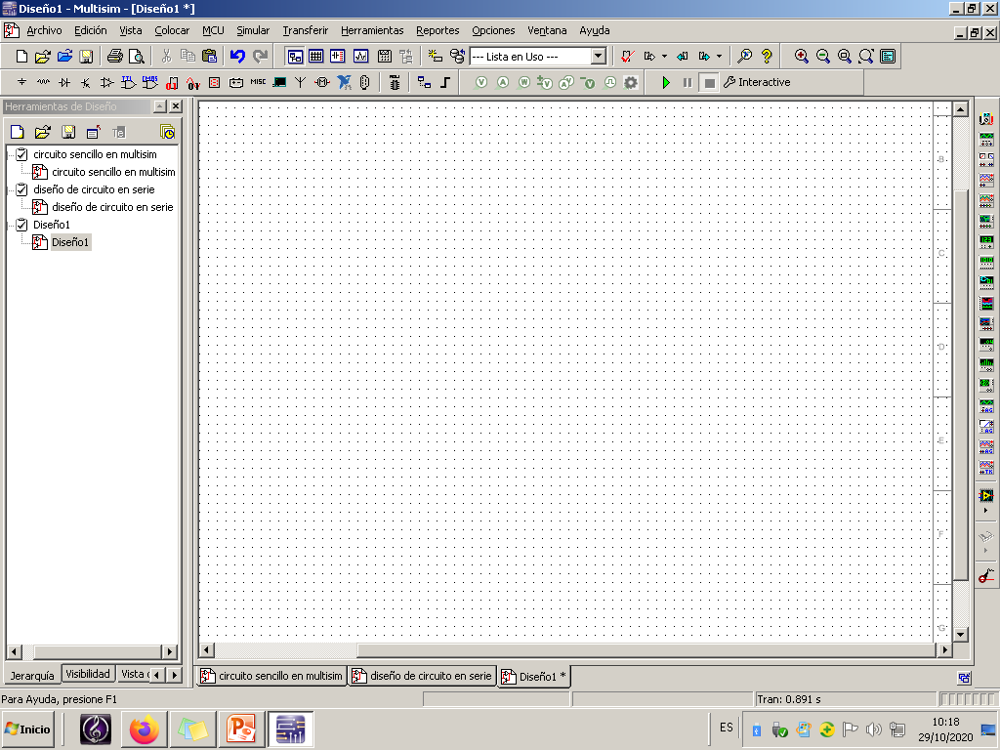 Diseño1 - Multisim - [Diseño1 *]
Archivo Edición Vista Colocar MCU Simular Transferir Herramientas Reportes Opciones Ventana Ayuda
--- Lista en Uso ---
MISC Interactive
Herramientas de Diseño
circuito sencillo en multisim
circuito sencillo en multisim
diseño de circuito en serie
diseño de circuito en serie
Diseño1
Diseño1
B
C
D
E
F
G
Jerarquía Visibilidad Vista
circuito sencillo en multisim diseño de circuito en serie Diseño1 *
Para Ayuda, presione F1 Tran: 0.891 s
Inicio ES 10:18
29/10/2020